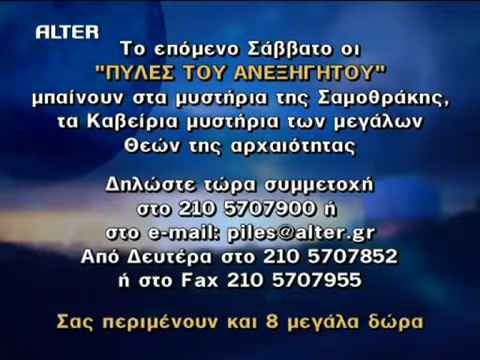 ALTER
Το επόμενο Σάββατο οι
"ΠΥΛΕΣ ΤΟΥ ΑΝΕΞΗΓΗΤΟΥ"
μπαίνουν στα μυστήρια της Σαμοθράκης,
τα Καβείρια μυστήρια των μεγάλων
Θεών της αρχαιότητας
Δηλώστε τώρα συμμετοχή
στο 210 5707900 ή
στο e-mail: piles@alter.gr
Από Δευτέρα στο 210 5707852
ή στο Fax 210 5707955
Σας περιμένουν και 8 μεγάλα δώρα